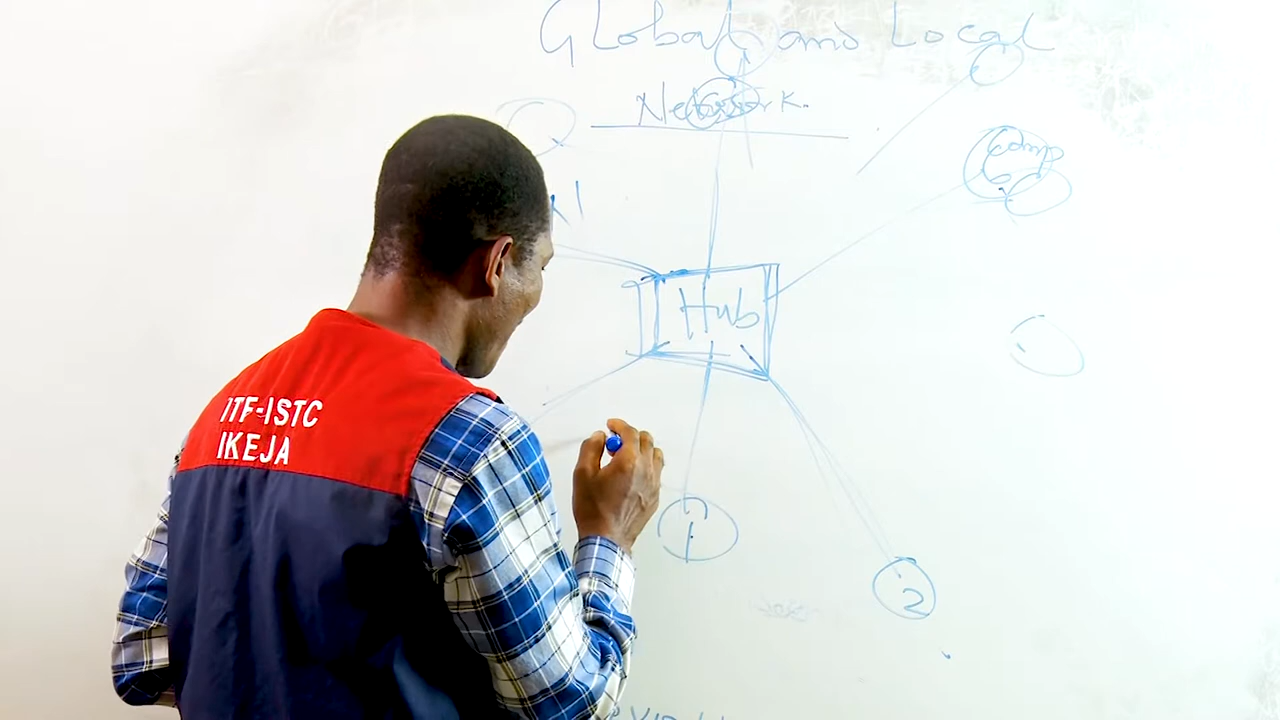 Global and Local
Network.
Comp
Hub
ITF-ISTC
IKEJA
1
2